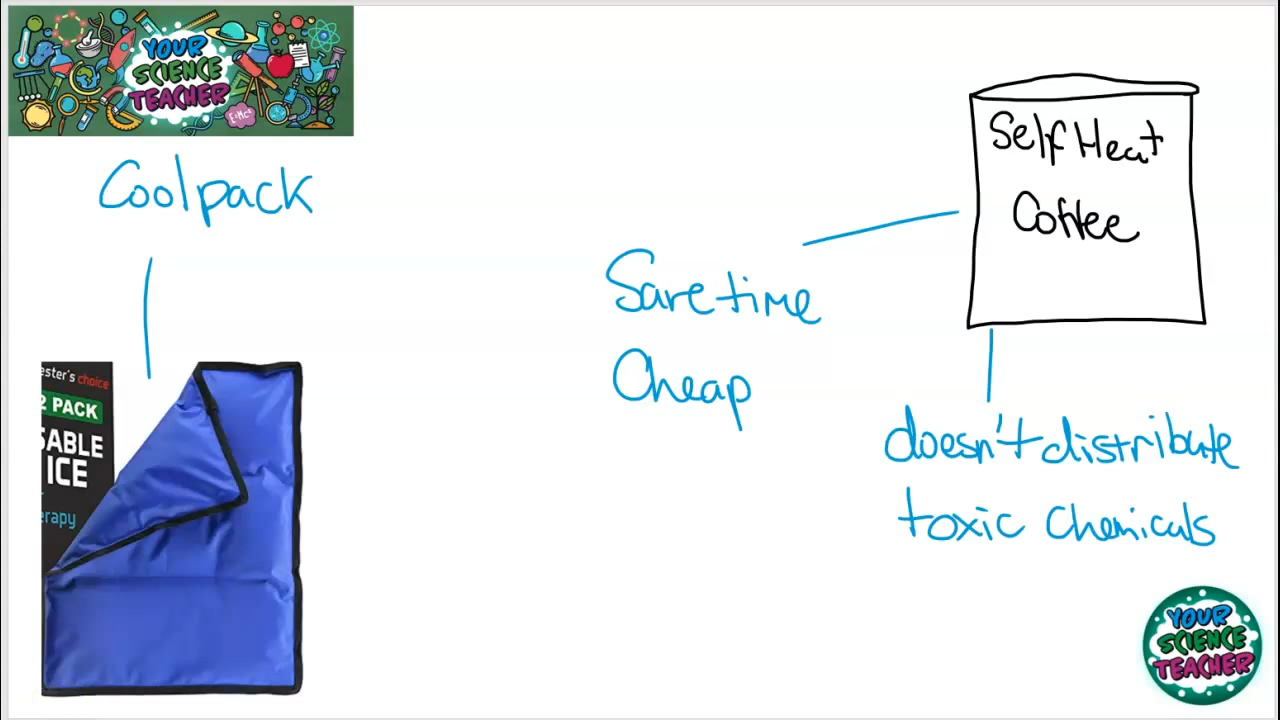 YOUR
SCIENCE
TEACHER
E=MC²
Coolpack
Self Heat
Coffee
Save time
Cheap
doesn't distribute
toxic chemicals
ester's choice
2 PACK
SABLE
ICE
erapy
YOUR
SCIENCE
TEACHER